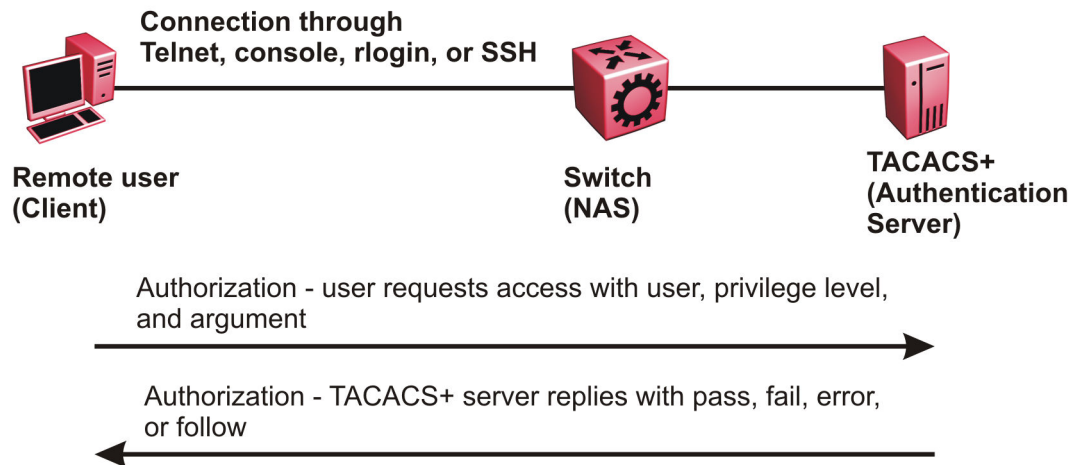 Connection through
Telnet, console, rlogin, or SSH
Remote user
(Client)
Switch
(NAS)
TACACS+
(Authentication
Server)
Authorization - user requests access with user, privilege level,
and argument
Authorization - TACACS+ server replies with pass, fail, error,
or follow